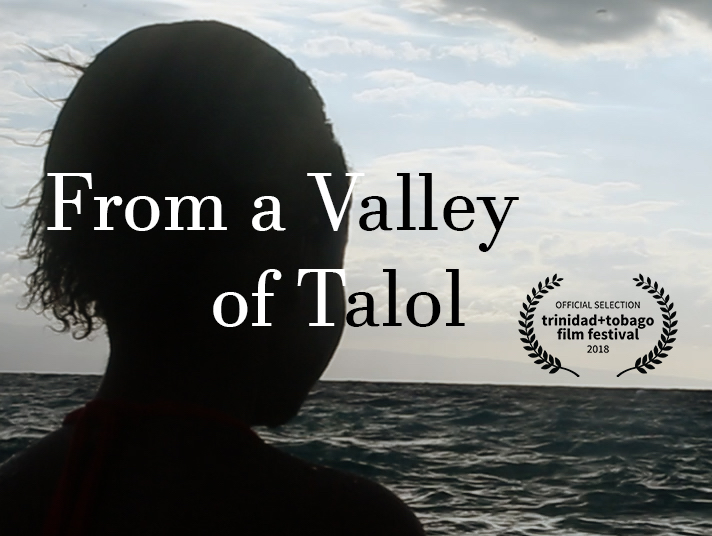 From a Valley
of Talol
OFFICIAL SELECTION
trinidad+tobago
film festival
2018